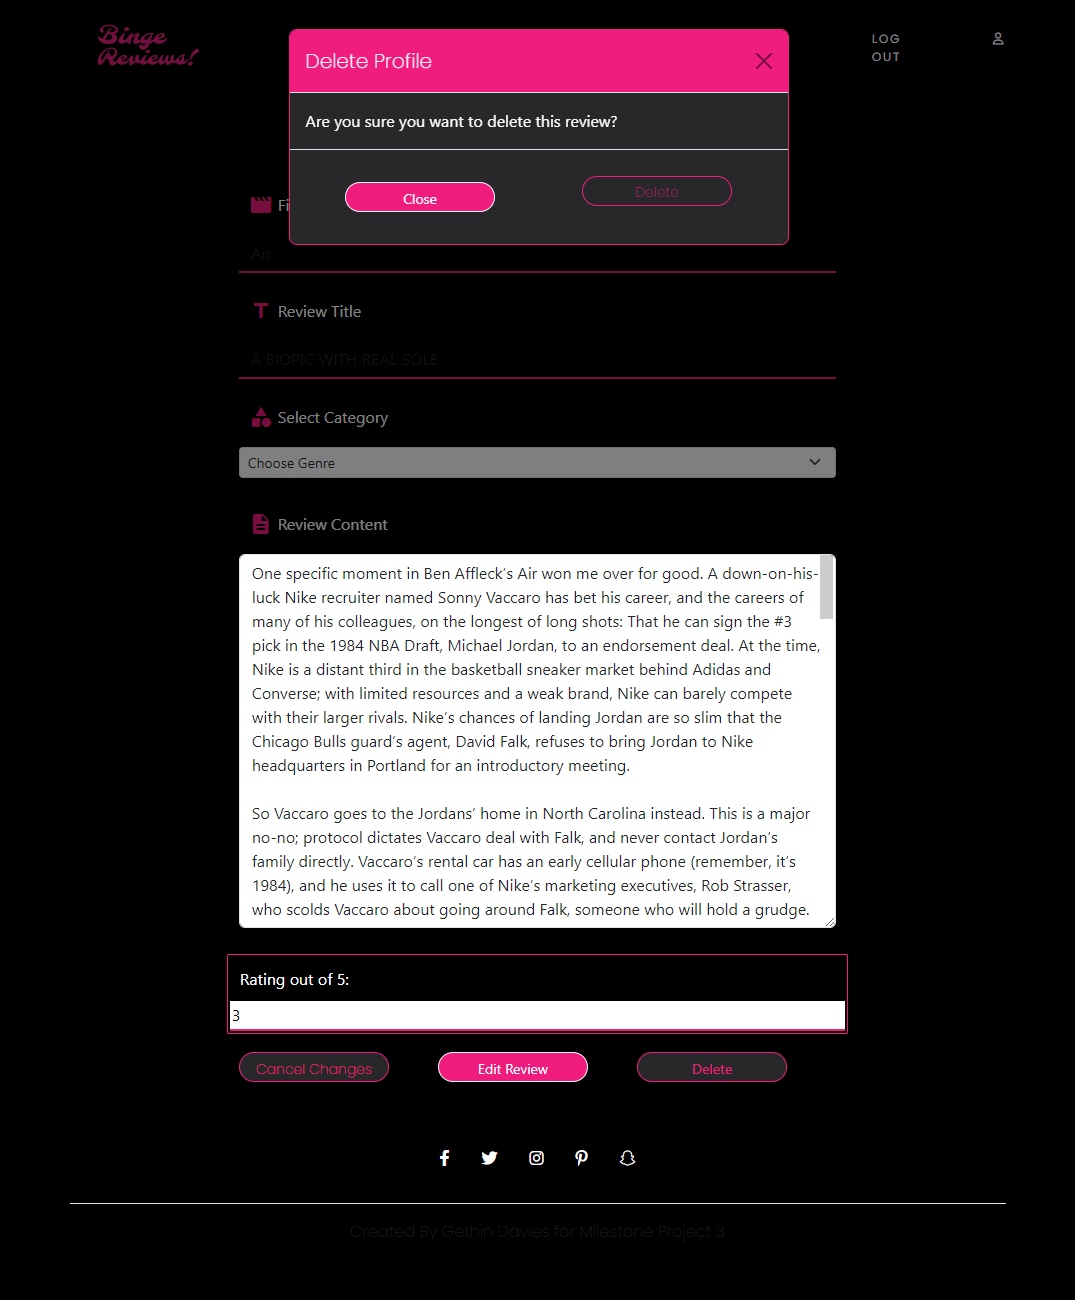 Binge
Reviews!
LOG
OUT
Delete Profile
Are you sure you want to delete this review?
Close
Delete
Fi
Air
Review Title
A BIOPIC WITH REAL SOLE
Select Category
Choose Genre
Review Content
One specific moment in Ben Affleck’s Air won me over for good. A down-on-his-
luck Nike recruiter named Sonny Vaccaro has bet his career, and the careers of
many of his colleagues, on the longest of long shots: That he can sign the #3
pick in the 1984 NBA Draft, Michael Jordan, to an endorsement deal. At the time,
Nike is a distant third in the basketball sneaker market behind Adidas and
Converse; with limited resources and a weak brand, Nike can barely compete
with their larger rivals. Nike’s chances of landing Jordan are so slim that the
Chicago Bulls guard’s agent, David Falk, refuses to bring Jordan to Nike
headquarters in Portland for an introductory meeting.
So Vaccaro goes to the Jordans’ home in North Carolina instead. This is a major
no-no; protocol dictates Vaccaro deal with Falk, and never contact Jordan’s
family directly. Vaccaro’s rental car has an early cellular phone (remember, it’s
1984), and he uses it to call one of Nike’s marketing executives, Rob Strasser,
who scolds Vaccaro about going around Falk, someone who will hold a grudge.
Rating out of 5:
3
Cancel Changes
Edit Review
Delete
Created By Gethin Davies for Milestone Project 3